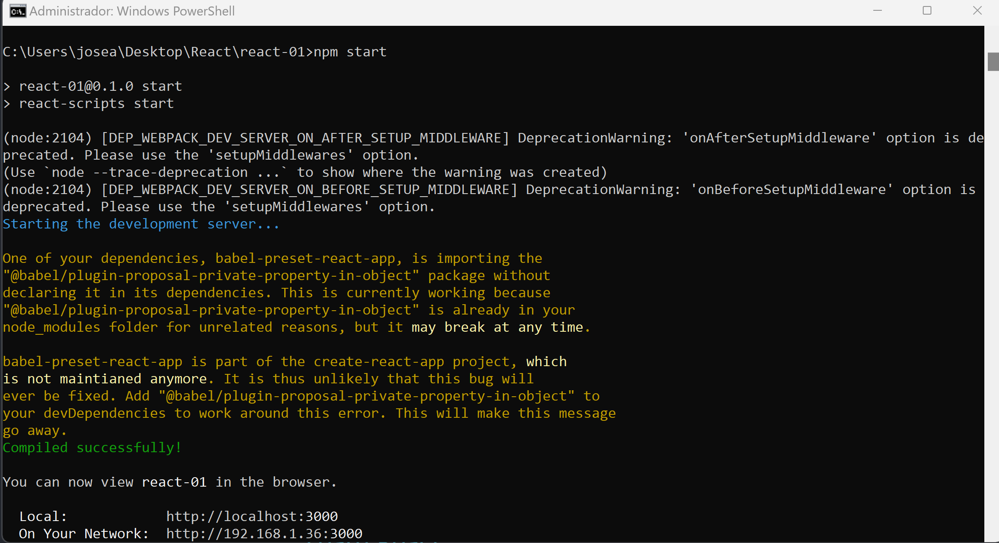 Administrador: Windows PowerShell
C:\Users\josea\Desktop\React\react-01>npm start
> react-01@0.1.0 start
> react-scripts start
(node:2104) [DEP_WEBPACK_DEV_SERVER_ON_AFTER_SETUP_MIDDLEWARE] DeprecationWarning: 'onAfterSetupMiddleware' option is de
precated. Please use the 'setupMiddlewares' option.
(Use `node --trace-deprecation ...` to show where the warning was created)
(node:2104) [DEP_WEBPACK_DEV_SERVER_ON_BEFORE_SETUP_MIDDLEWARE] DeprecationWarning: 'onBeforeSetupMiddleware' option is
deprecated. Please use the 'setupMiddlewares' option.
Starting the development server...
One of your dependencies, babel-preset-react-app, is importing the
"@babel/plugin-proposal-private-property-in-object" package without
declaring it in its dependencies. This is currently working because
"@babel/plugin-proposal-private-property-in-object" is already in your
node_modules folder for unrelated reasons, but it may break at any time.
babel-preset-react-app is part of the create-react-app project, which
is not maintianed anymore. It is thus unlikely that this bug will
ever be fixed. Add "@babel/plugin-proposal-private-property-in-object" to
your devDependencies to work around this error. This will make this message
go away.
Compiled successfully!
You can now view react-01 in the browser.
Local: http://localhost:3000
On Your Network: http://192.168.1.36:3000